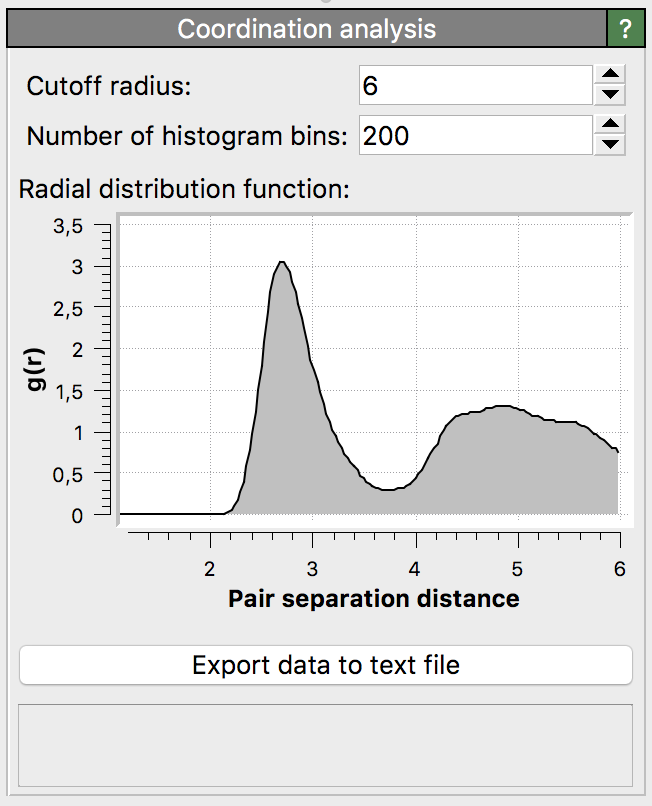 Coordination analysis ?
Cutoff radius: 6
Number of histogram bins: 200
Radial distribution function:
3,5
3
2,5
2
1,5
1
0,5
0
g(r)
2 3 4 5 6
Pair separation distance
Export data to text file